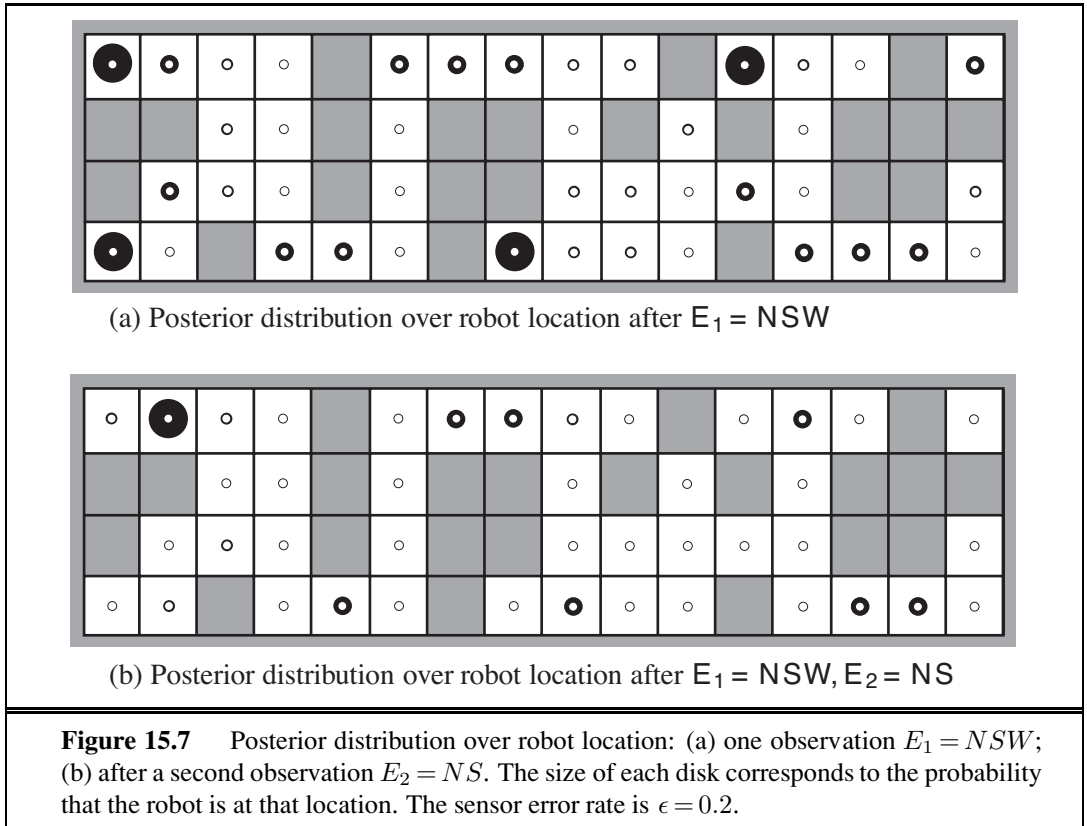 (a) Posterior distribution over robot location after E₁ = NSW
(b) Posterior distribution over robot location after E₁ = NSW, E₂ = NS
Figure 15.7 Posterior distribution over robot location: (a) one observation E₁ = NSW;
(b) after a second observation E₂ = NS. The size of each disk corresponds to the probability
that the robot is at that location. The sensor error rate is ϵ = 0.2.